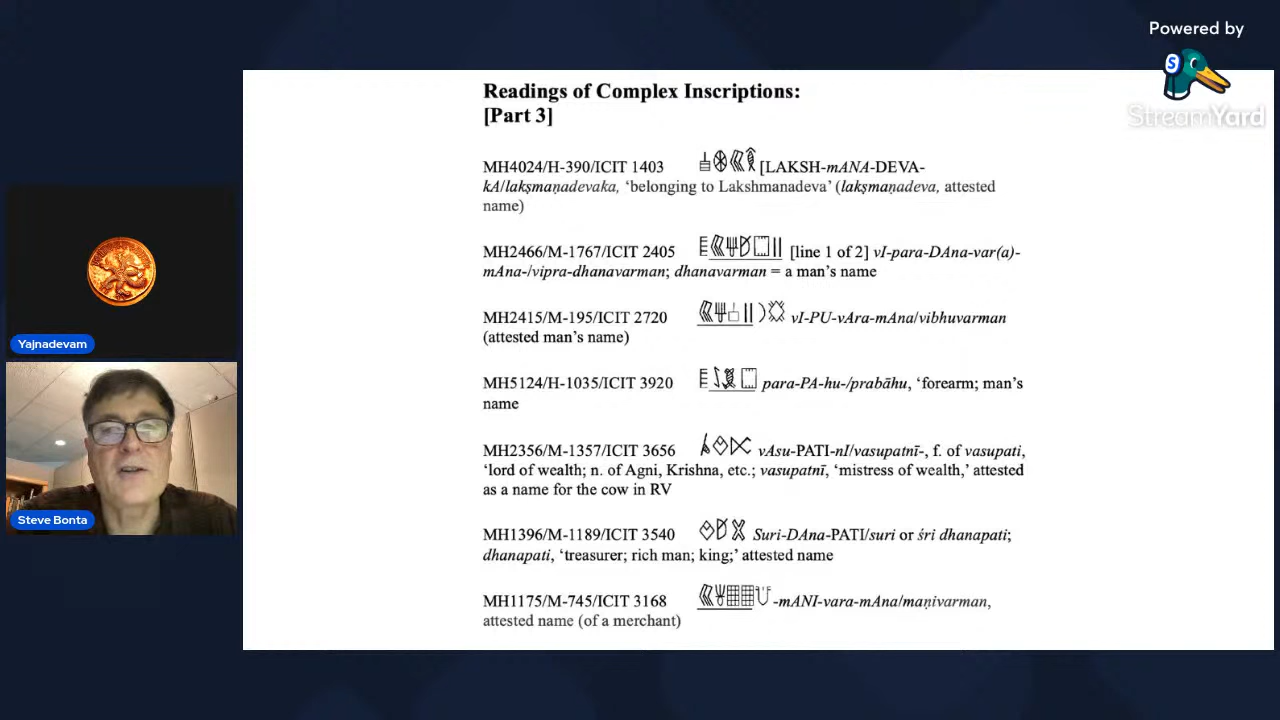 Powered by
StreamYard
Readings of Complex Inscriptions:
[Part 3]
MH4024/H-390/ICIT 1403 [LAKSH-mANA-DEVA-
kA/lakṣmaṇadevaka, ‘belonging to Lakshmanadeva’ (lakṣmaṇadeva, attested
name)
MH2466/M-1767/ICIT 2405 [line 1 of 2] vI-para-DAna-var(a)-
mAna-/vipra-dhanavarman; dhanavarman = a man’s name
MH2415/M-195/ICIT 2720 vI-PU-vAra-mAna/vibhuvarman
(attested man’s name)
MH5124/H-1035/ICIT 3920 para-PA-hu-/prabāhu, ‘forearm; man’s
name
MH2356/M-1357/ICIT 3656 vAsu-PATI-nI/vasupatnī-, f. of vasupati,
‘lord of wealth; n. of Agni, Krishna, etc.; vasupatnī, ‘mistress of wealth,’ attested
as a name for the cow in RV
MH1396/M-1189/ICIT 3540 Suri-DAna-PATI/suri or śri dhanapati;
dhanapati, ‘treasurer; rich man; king;’ attested name
MH1175/M-745/ICIT 3168 -mANI-vara-mAna/maṇivarman,
attested name (of a merchant)
Yajnadevam
Steve Bonta